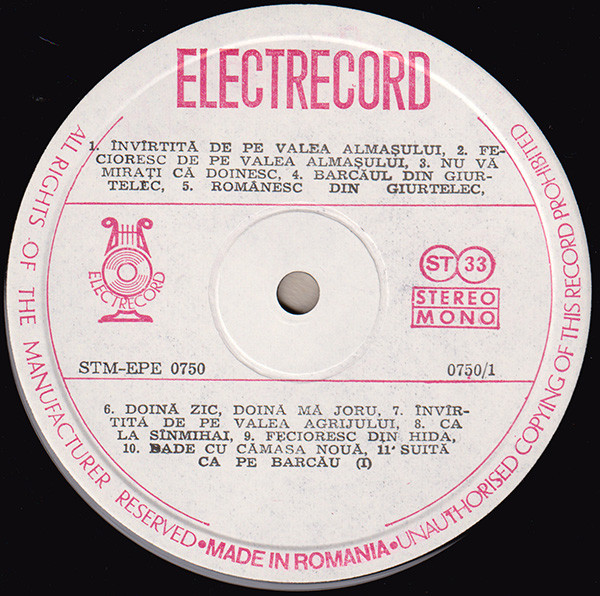 ELECTRECORD
1. ÎNVÎRTITĂ DE PE VALEA ALMAȘULUI, 2. FE-
CIORESC DE PE VALEA ALMAȘULUI, 3. NU VĂ
MIRAȚI CĂ DOINESC, 4. BARCĂUL DIN GIUR-
TELEC, 5. ROMÂNESC DIN GIURTELEC,
ELECTRECORD
ST 33
STEREO
MONO
STM-EPE 0750
0750/1
6. DOINĂ ZIC, DOINĂ MĂ JORU, 7. ÎNVÎR-
TITĂ DE PE VALEA AGRIJULUI, 8. CA
LA SÎNMIHAI, 9. FECIORESC DIN HIDA,
10. BADE CU CĂMAȘA NOUĂ, 11. SUITĂ
CA PE BARCĂU (I)
ALL RIGHTS OF THE MANUFACTURER RESERVED • MADE IN ROMANIA • UNAUTHORISED COPYING OF THIS RECORD PROHIBITED